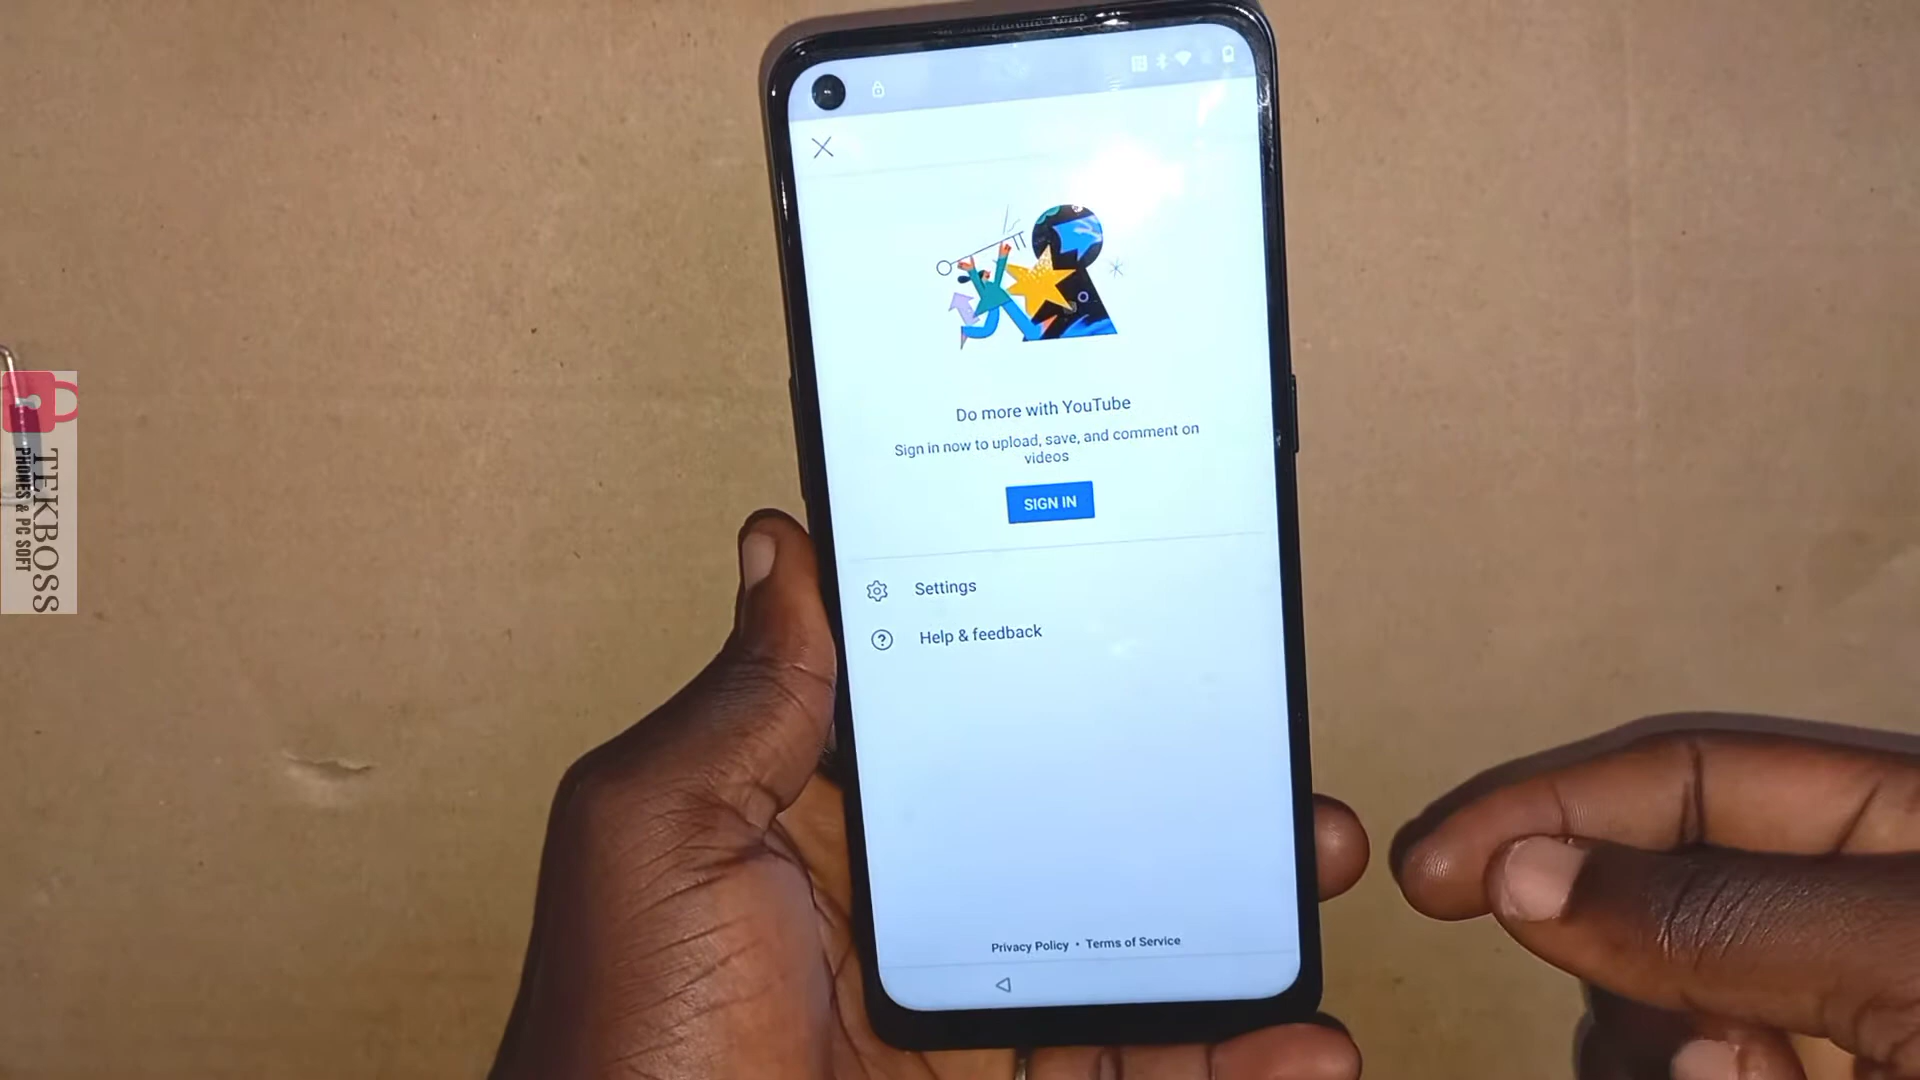 Do more with YouTube
Sign in now to upload, save, and comment on
videos
SIGN IN
Settings
Help & feedback
Privacy Policy • Terms of Service
TEKBOSS
PHONES & PC SOFT